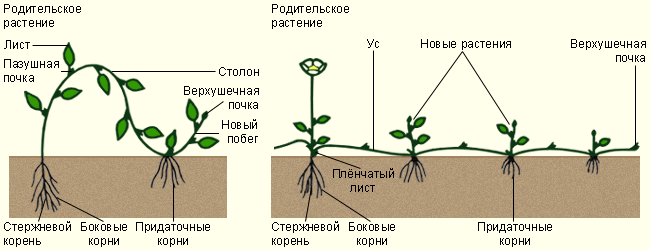 Родительское
растение
Лист
Пазушная
почка
Столон
Верхушечная
почка
Новый
побег
Стержневой
корень
Боковые
корни
Придаточные
корни
Родительское
растение
Ус
Новые растения
Верхушечная
почка
Плёнчатый
лист
Стержневой
корень
Боковые
корни
Придаточные
корни